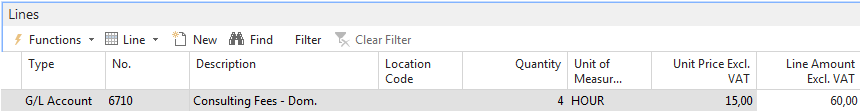 Lines
Functions Line New Find Filter Clear Filter
Type No. Description Location Code Quantity Unit of Measur... Unit Price Excl. VAT Line Amount Excl. VAT
G/L Account 6710 Consulting Fees - Dom. 4 HOUR 15,00 60,00